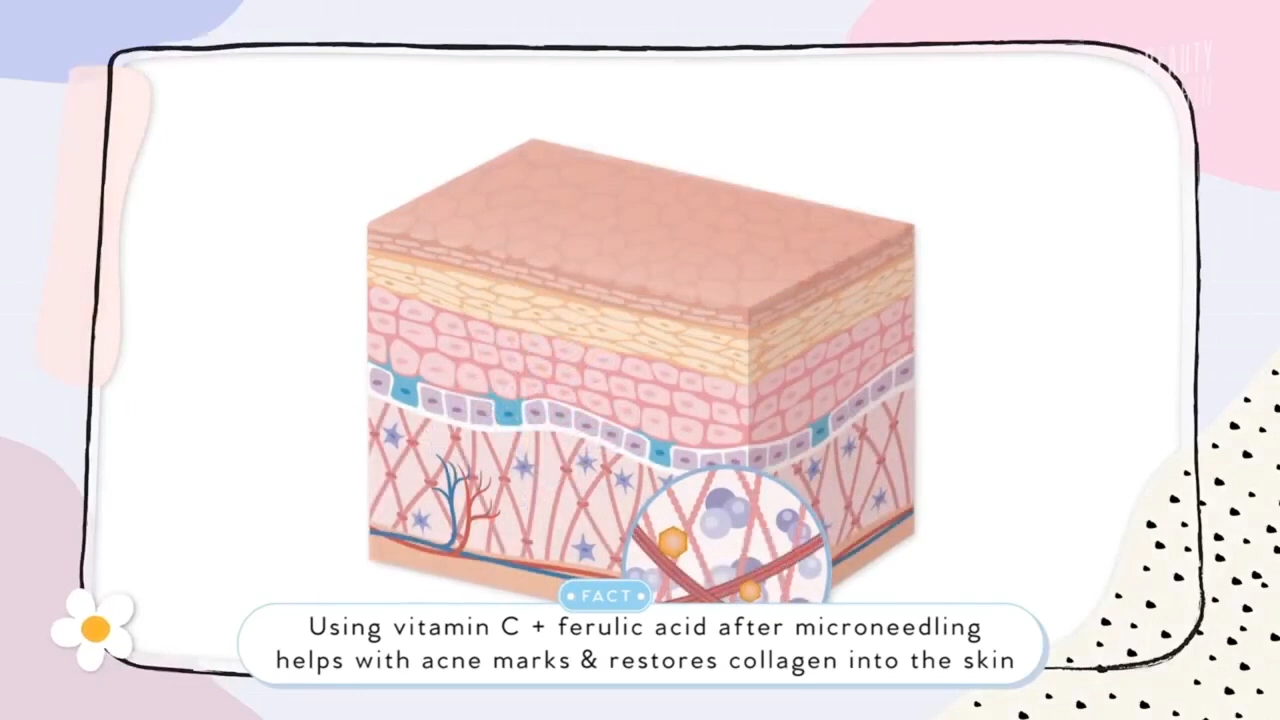 FACT
Using vitamin C + ferulic acid after microneedling
helps with acne marks & restores collagen into the skin